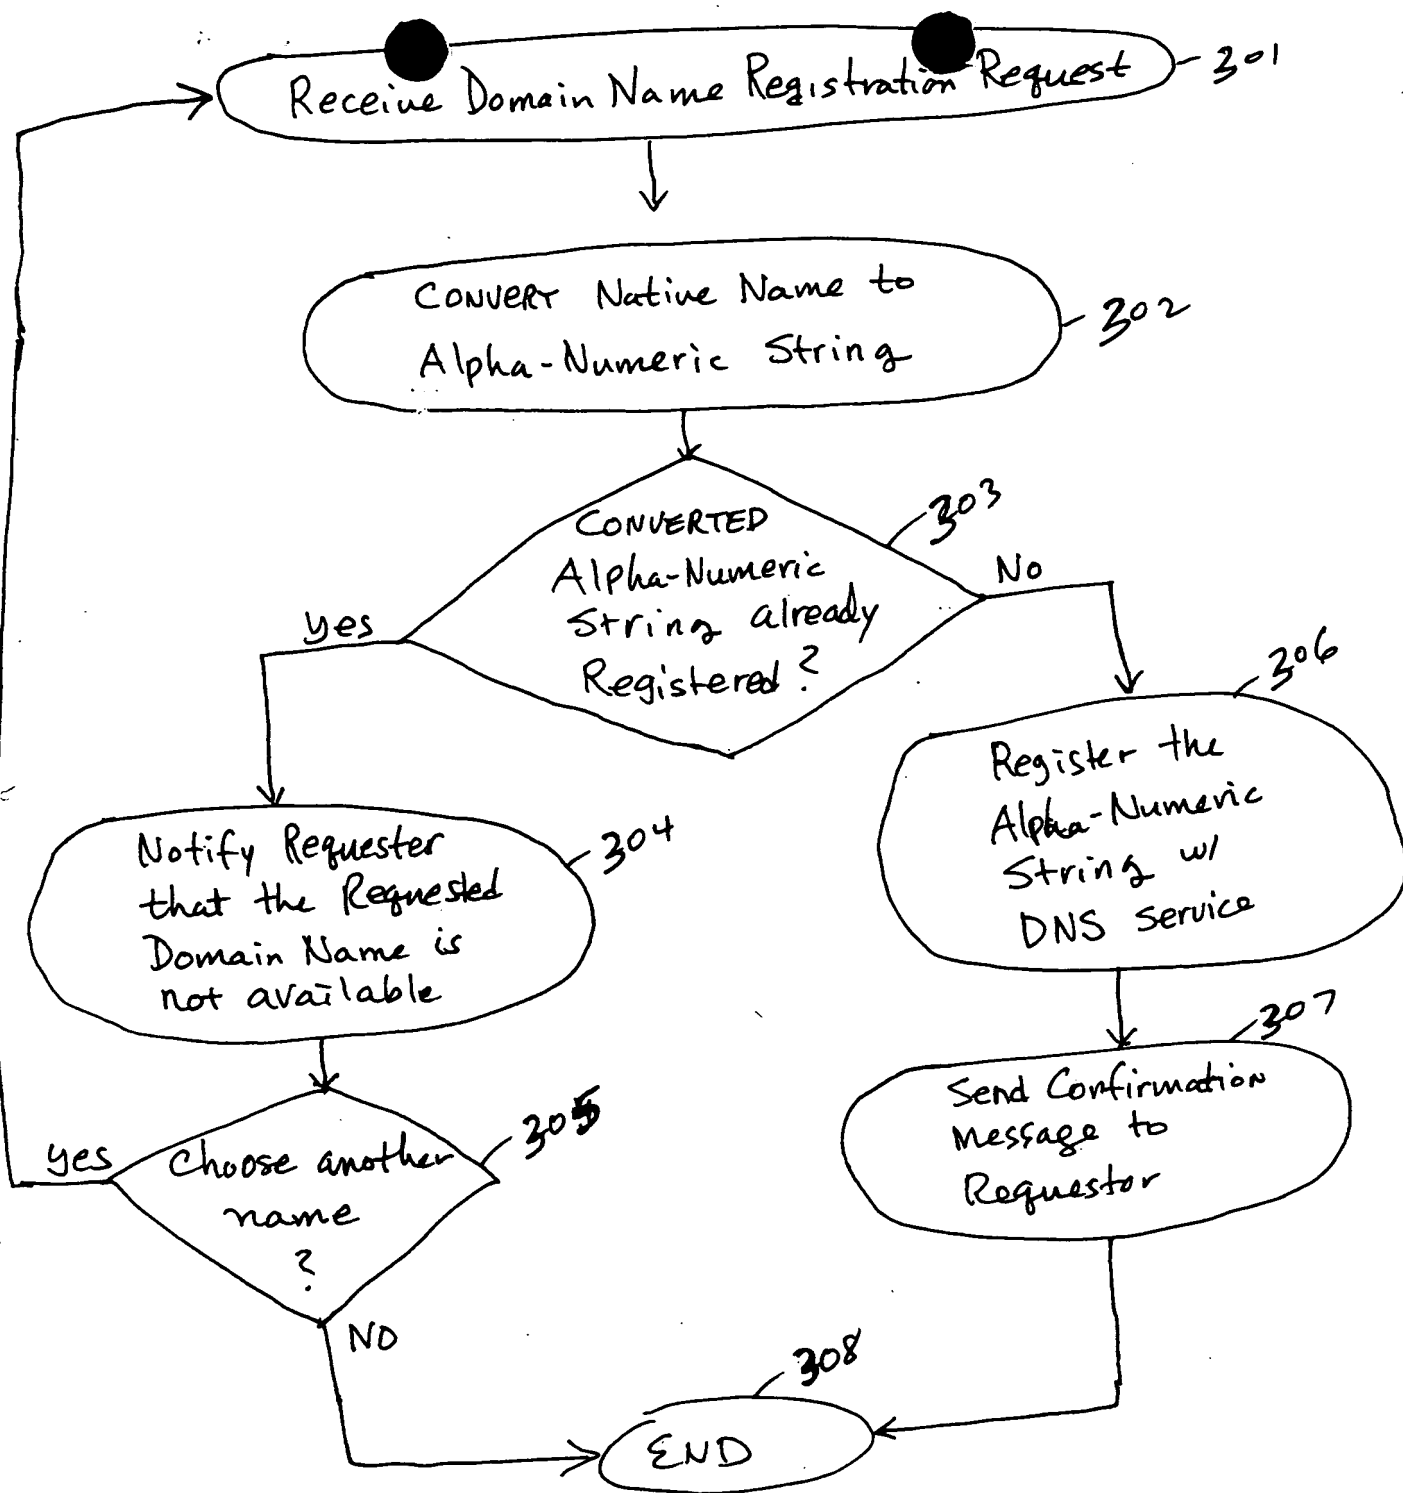 Receive Domain Name Registration Request
301
CONVERT Native Name to
Alpha-Numeric String
302
CONVERTED
Alpha-Numeric
String already
Registered?
303
yes
No
306
Register the
Alpha-Numeric
String w/
DNS Service
Notify Requester
that the Requested
Domain Name is
not available
304
307
Send Confirmation
Message to
Requestor
305
yes
Choose another
name
?
NO
308
END